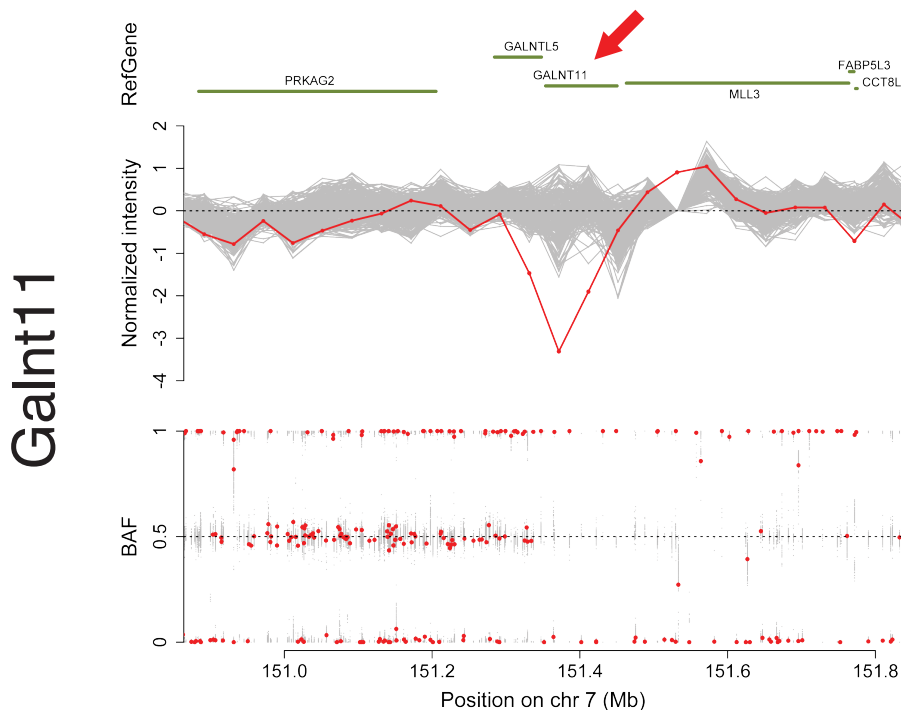 Galnt11
RefGene
GALNTL5
GALNT11
PRKAG2
MLL3
FABP5L3
CCT8L
Normalized intensity
2
1
0
-1
-2
-3
-4
BAF
1
0.5
0
151.0 151.2 151.4 151.6 151.8
Position on chr 7 (Mb)